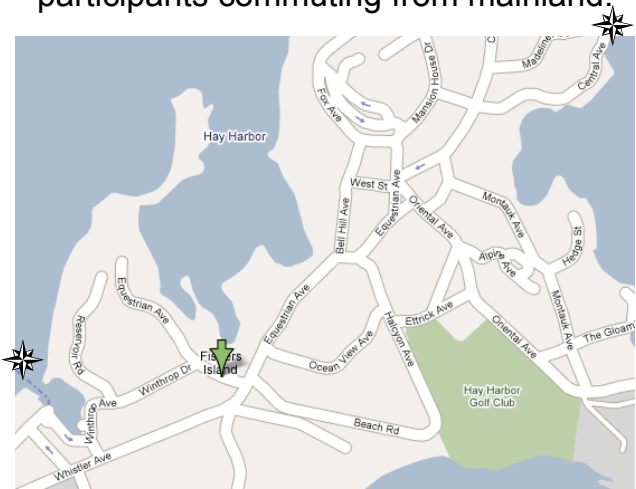 participants commuting from mainland.
C
Madeline
Central Ave
Mansion House Dr
Fox Ave
Hay Harbor
West St
Equestrian Ave
Bell Hill Ave
Oriental Ave
Montauk Ave
Hedge St
Alpine Ave
Equestrian Ave
Equestrian Ave
Reservoir Rd
Ettrick Ave
Halcyon Ave
Oriental Ave
Montauk Ave
The Gloam
Fishers
Island
Ocean View Ave
Winthrop Dr
Winthrop Ave
Hay Harbor
Golf Club
Beach Rd
Whistler Ave